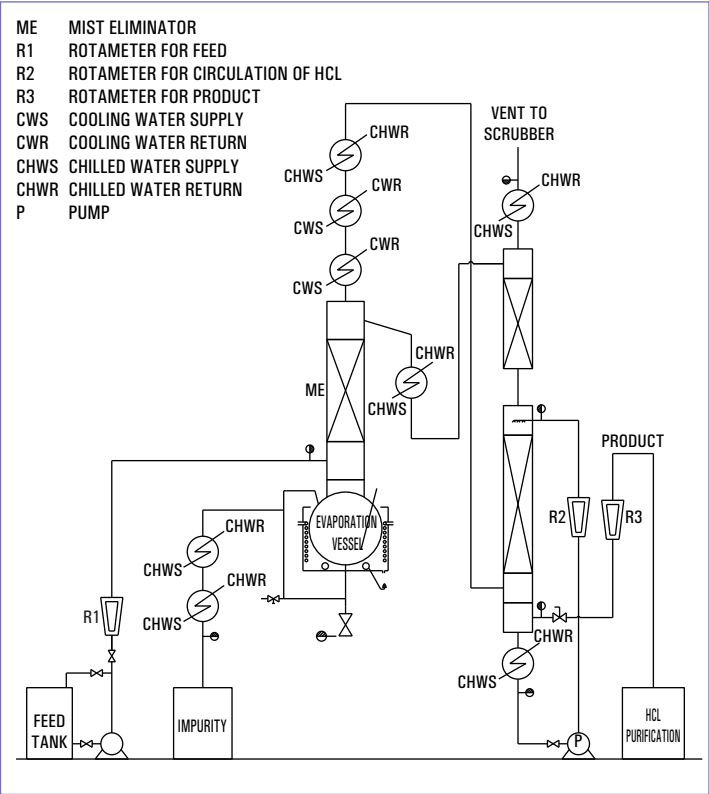 ME MIST ELIMINATOR
R1 ROTAMETER FOR FEED
R2 ROTAMETER FOR CIRCULATION OF HCL
R3 ROTAMETER FOR PRODUCT
CWS COOLING WATER SUPPLY
CWR COOLING WATER RETURN
CHWS CHILLED WATER SUPPLY
CHWR CHILLED WATER RETURN
P PUMP
CHWR
CHWS
CWR
CWS
CWR
CWS
VENT TO
SCRUBBER
CHWR
CHWS
ME
CHWR
CHWS
EVAPORATION
VESSEL
CHWR
CHWS
CHWR
CHWS
R1
FEED
TANK
IMPURITY
PRODUCT
R2
R3
CHWR
CHWS
P
HCL
PURIFICATION